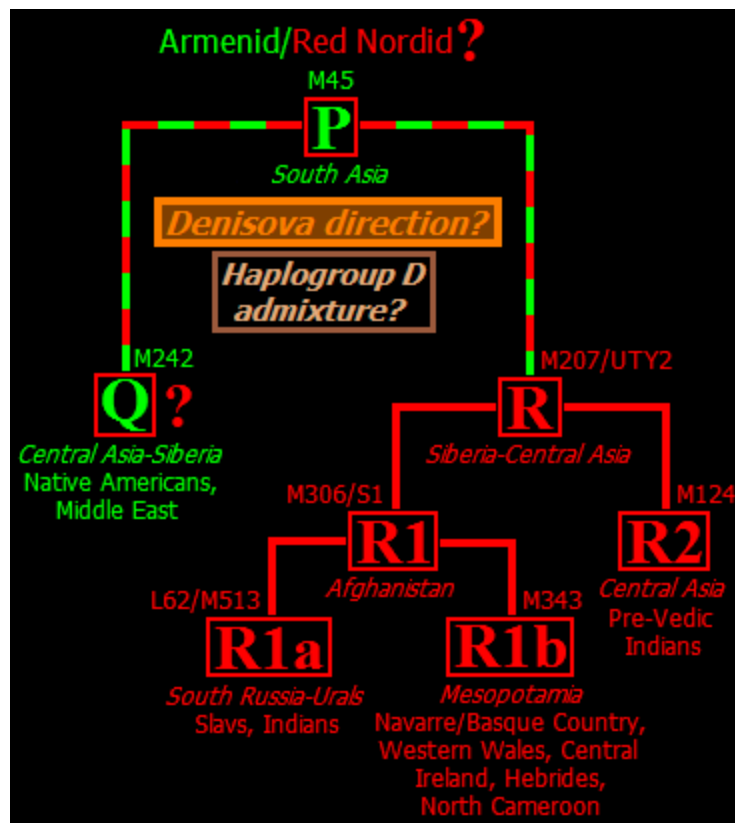 Armenid/Red Nordid?
M45
P
South Asia
Denisova direction?
Haplogroup D
admixture?
M242
Q ?
Central Asia-Siberia
Native Americans,
Middle East
M207/UTY2
R
Siberia-Central Asia
M306/S1
R1
Afghanistan
M124
R2
Central Asia
Pre-Vedic
Indians
L62/M513
R1a
South Russia-Urals
Slavs, Indians
M343
R1b
Mesopotamia
Navarre/Basque Country,
Western Wales, Central
Ireland, Hebrides,
North Cameroon